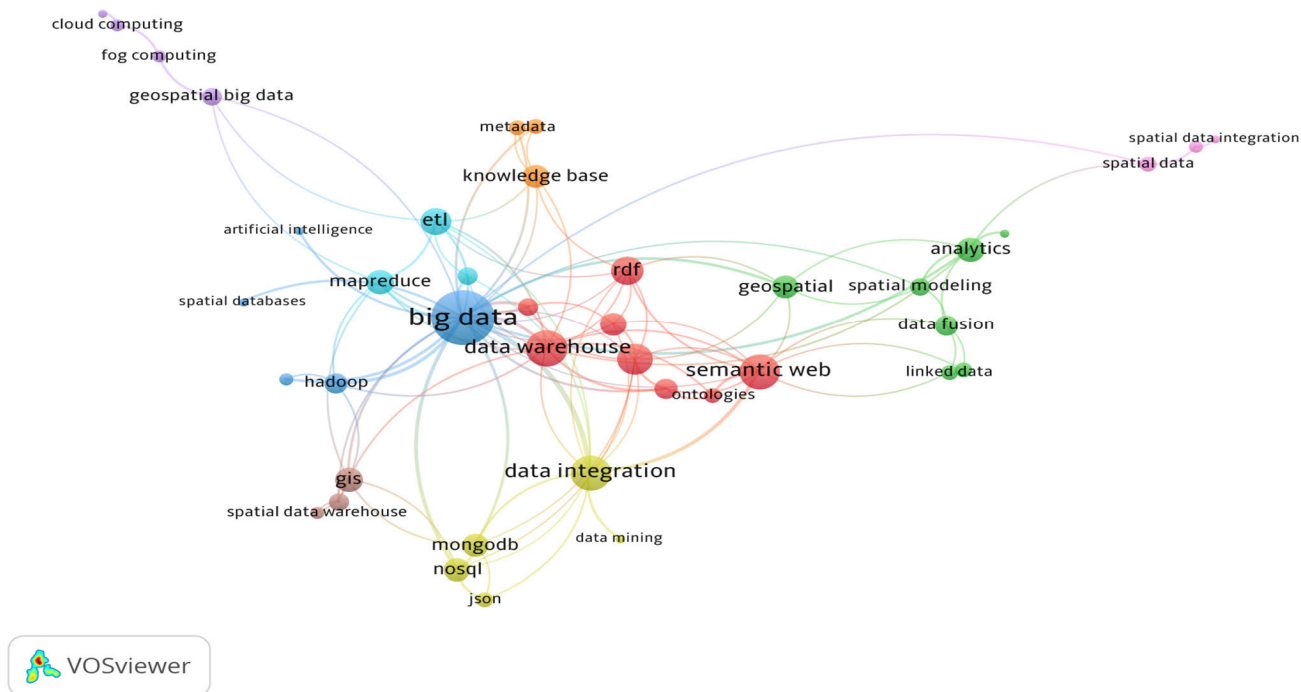 cloud computing
fog computing
geospatial big data
metadata
spatial data integration
spatial data
knowledge base
etl
artificial intelligence
analytics
rdf
mapreduce
geospatial
spatial modeling
spatial databases
big data
data fusion
data warehouse
semantic web
linked data
hadoop
ontologies
data integration
gis
spatial data warehouse
data mining
mongodb
nosql
json
VOSviewer